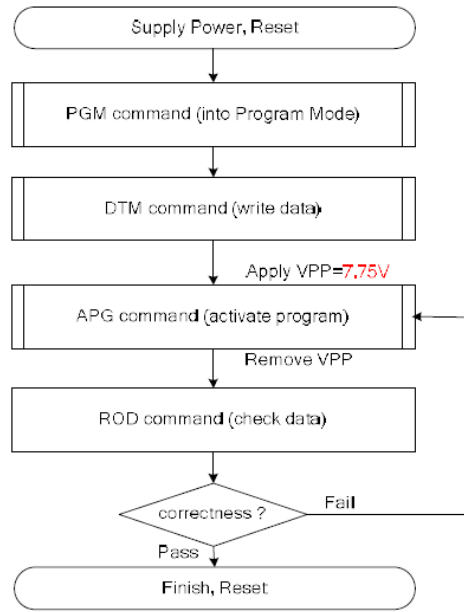 Supply Power, Reset
PGM command (into Program Mode)
DTM command (write data)
Apply VPP=7.75V
APG command (activate program)
Remove VPP
ROD command (check data)
correctness ?
Fail
Pass
Finish, Reset